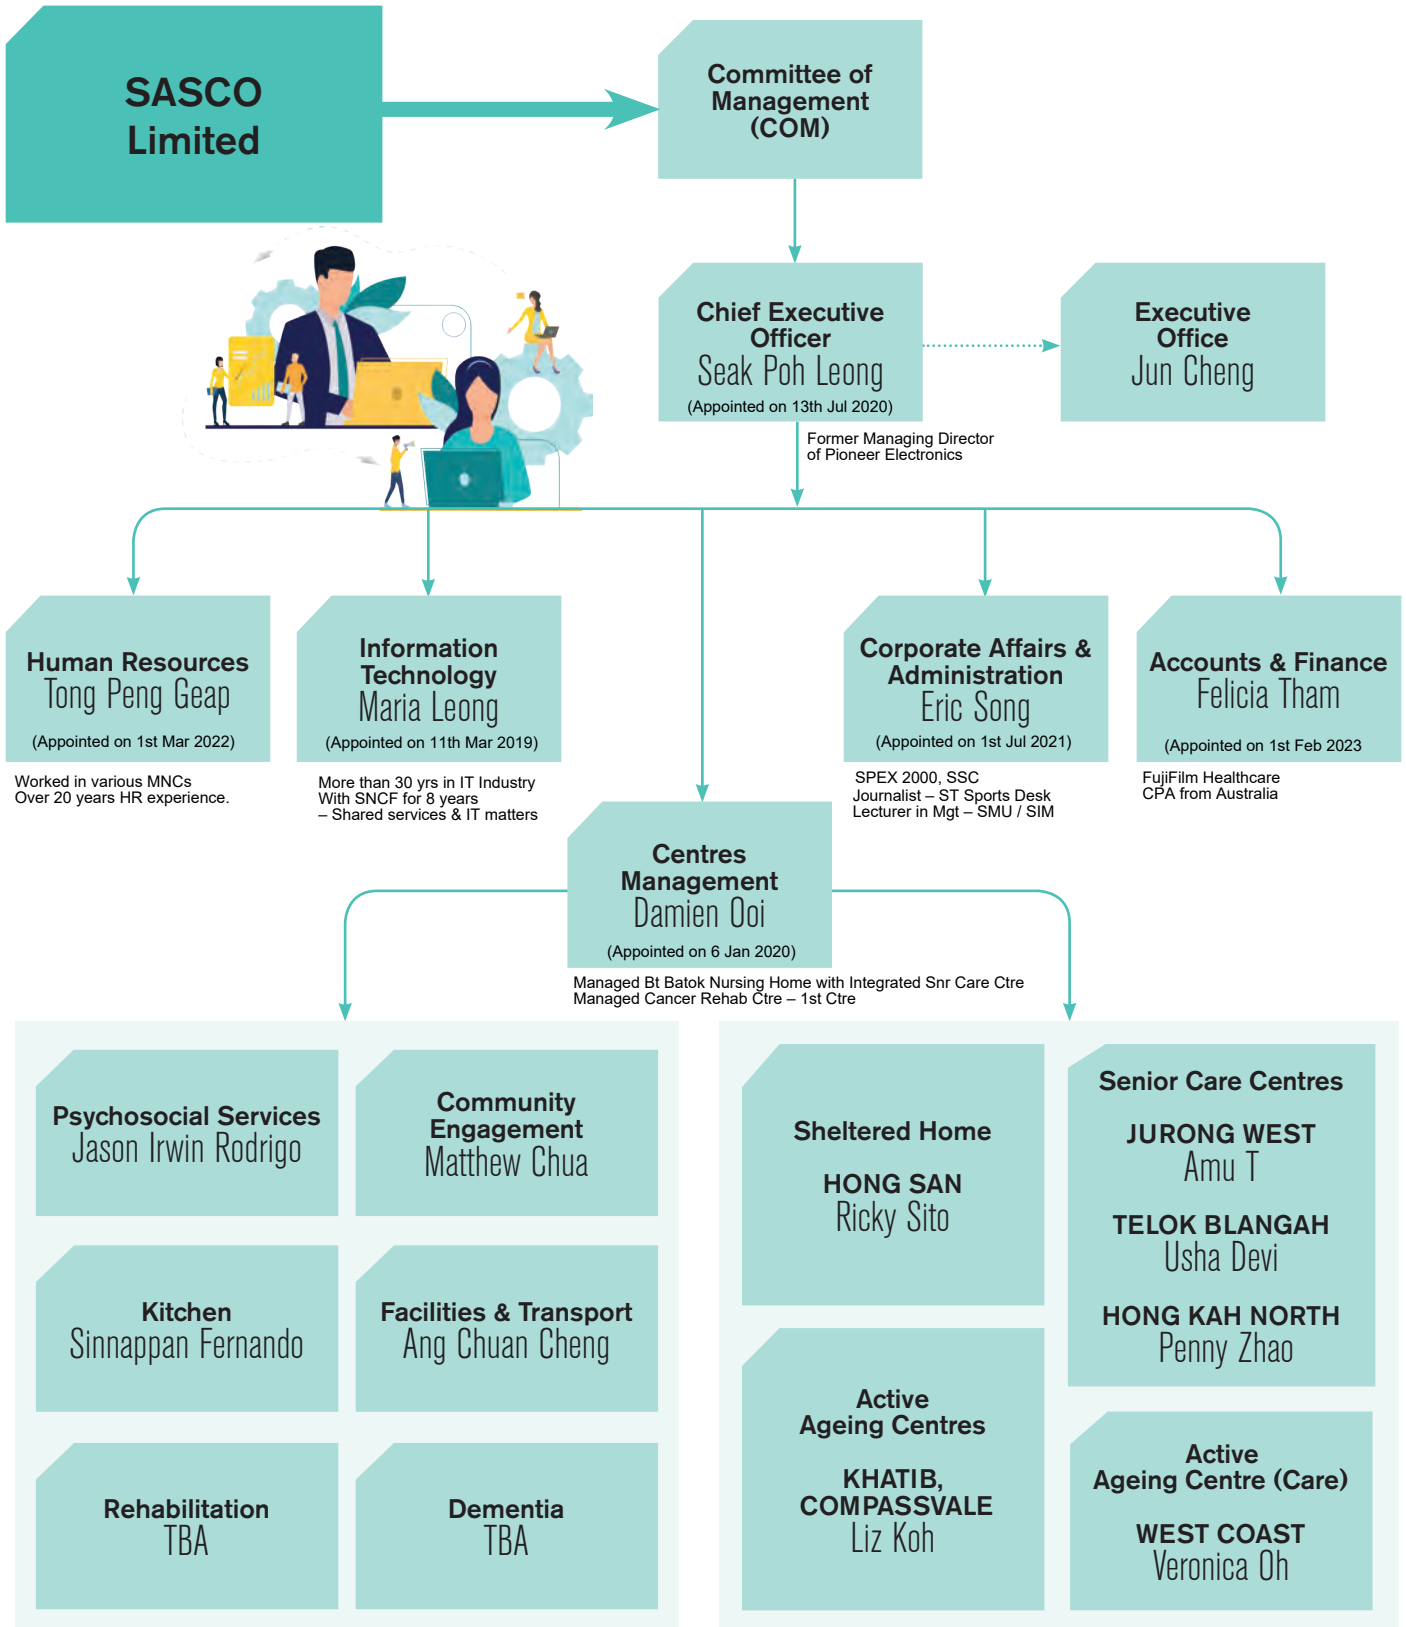 SASCO
Limited
Committee of
Management
(COM)
Chief Executive
Officer
Seak Poh Leong
(Appointed on 13th Jul 2020)
Executive
Office
Jun Cheng
Former Managing Director
of Pioneer Electronics
Human Resources
Tong Peng Geap
(Appointed on 1st Mar 2022)
Worked in various MNCs
Over 20 years HR experience.
Information
Technology
Maria Leong
(Appointed on 11th Mar 2019)
More than 30 yrs in IT Industry
With SNCF for 8 years
– Shared services & IT matters
Corporate Affairs &
Administration
Eric Song
(Appointed on 1st Jul 2021)
SPEX 2000, SSC
Journalist – ST Sports Desk
Lecturer in Mgt – SMU / SIM
Accounts & Finance
Felicia Tham
(Appointed on 1st Feb 2023
FujiFilm Healthcare
CPA from Australia
Centres
Management
Damien Ooi
(Appointed on 6 Jan 2020)
Managed Bt Batok Nursing Home with Integrated Snr Care Ctre
Managed Cancer Rehab Ctre – 1st Ctre
Psychosocial Services
Jason Irwin Rodrigo
Community
Engagement
Matthew Chua
Kitchen
Sinnappan Fernando
Facilities & Transport
Ang Chuan Cheng
Rehabilitation
TBA
Dementia
TBA
Sheltered Home
HONG SAN
Ricky Sito
Senior Care Centres
JURONG WEST
Amu T
TELOK BLANGAH
Usha Devi
HONG KAH NORTH
Penny Zhao
Active
Ageing Centres
KHATIB,
COMPASSVALE
Liz Koh
Active
Ageing Centre (Care)
WEST COAST
Veronica Oh